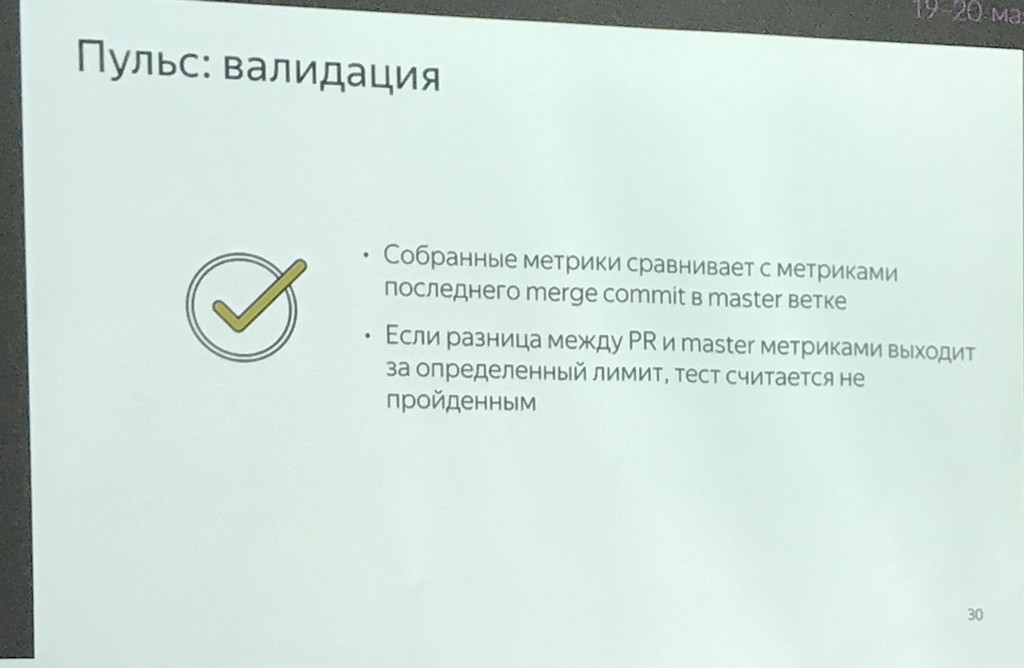 19-20 ма
Пульс: валидация
• Собранные метрики сравнивает с метриками
последнего merge commit в master ветке
• Если разница между PR и master метриками выходит
за определенный лимит, тест считается не
пройденным
30